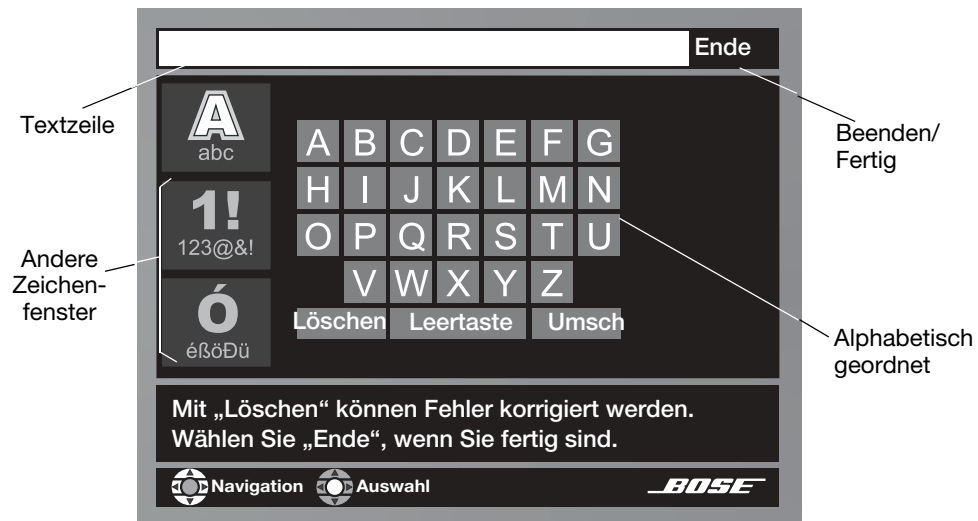 Ende
Textzeile
Beenden/
Fertig
A
abc
1!
123@&!
Ó
éßöÐü
Andere
Zeichen-
fenster
A B C D E F G
H I J K L M N
O P Q R S T U
V W X Y Z
Löschen Leertaste Umsch
Alphabetisch
geordnet
Mit „Löschen“ können Fehler korrigiert werden.
Wählen Sie „Ende“, wenn Sie fertig sind.
Navigation Auswahl BOSE